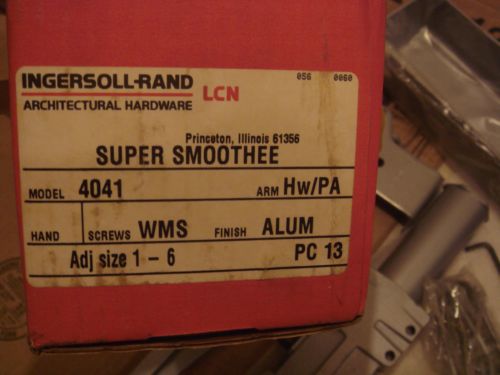 056 0060
INGERSOLL-RAND LCN
ARCHITECTURAL HARDWARE
Princeton, Illinois 61356
SUPER SMOOTHEE
MODEL 4041 ARM Hw/PA
HAND SCREWS WMS FINISH ALUM
Adj size 1 - 6 PC 13